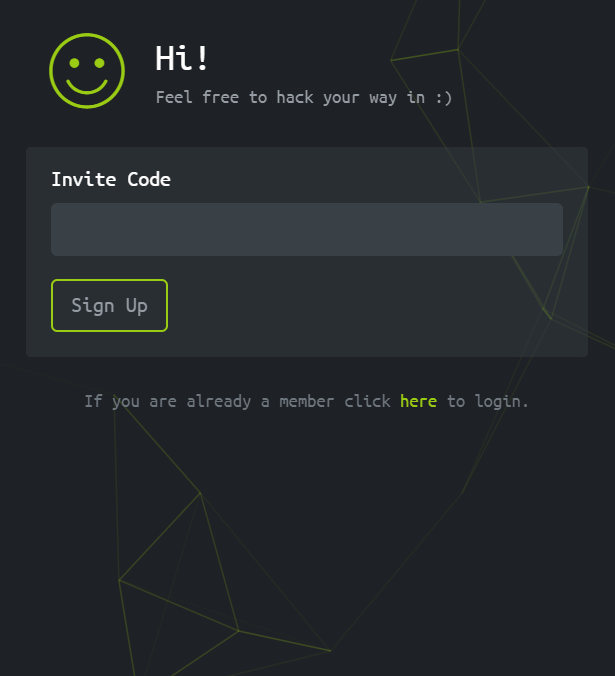 Hi!
Feel free to hack your way in :)
Invite Code
Sign Up
If you are already a member click here to login.